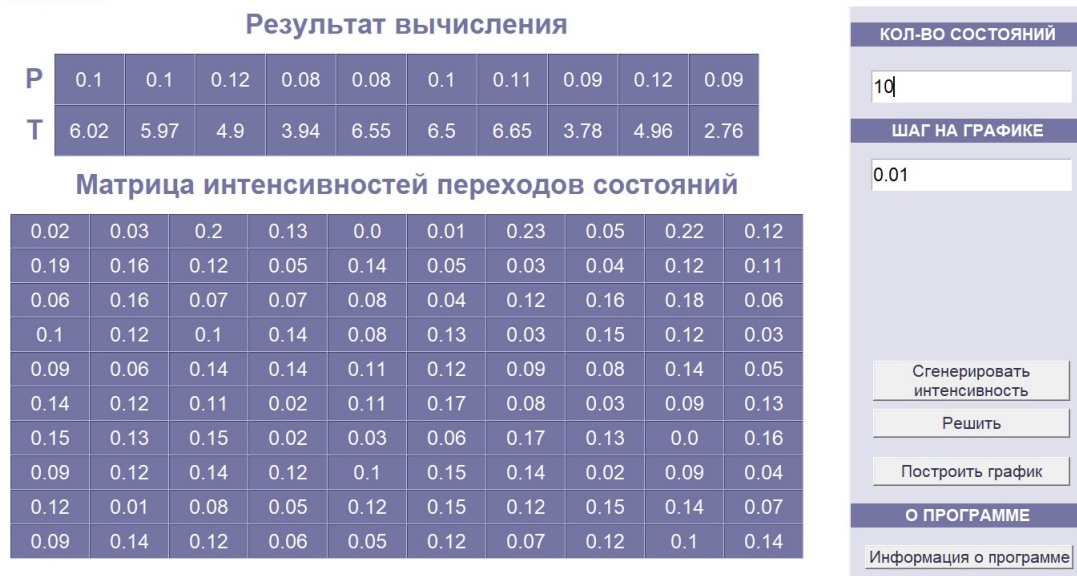 Результат вычисления
P 0.1 0.1 0.12 0.08 0.08 0.1 0.11 0.09 0.12 0.09
T 6.02 5.97 4.9 3.94 6.55 6.5 6.65 3.78 4.96 2.76
Матрица интенсивностей переходов состояний
0.02 0.03 0.2 0.13 0.0 0.01 0.23 0.05 0.22 0.12
0.19 0.16 0.12 0.05 0.14 0.05 0.03 0.04 0.12 0.11
0.06 0.16 0.07 0.07 0.08 0.04 0.12 0.16 0.18 0.06
0.1 0.12 0.1 0.14 0.08 0.13 0.03 0.15 0.12 0.03
0.09 0.06 0.14 0.14 0.11 0.12 0.09 0.08 0.14 0.05
0.14 0.12 0.11 0.02 0.11 0.17 0.08 0.03 0.09 0.13
0.15 0.13 0.15 0.02 0.03 0.06 0.17 0.13 0.0 0.16
0.09 0.12 0.14 0.12 0.1 0.15 0.14 0.02 0.09 0.04
0.12 0.01 0.08 0.05 0.12 0.15 0.12 0.15 0.14 0.07
0.09 0.14 0.12 0.06 0.05 0.12 0.07 0.12 0.1 0.14
КОЛ-ВО СОСТОЯНИЙ
10
ШАГ НА ГРАФИКЕ
0.01
Сгенерировать
интенсивность
Решить
Построить график
О ПРОГРАММЕ
Информация о программе